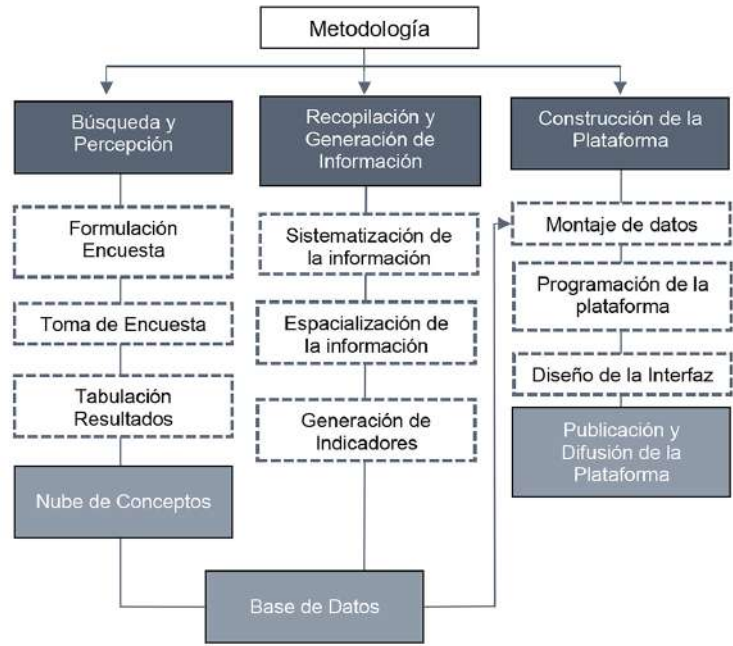 Metodología
Búsqueda y
Percepción
Formulación
Encuesta
Toma de Encuesta
Tabulación
Resultados
Nube de Conceptos
Recopilación y
Generación de
Información
Sistematización de
la información
Espacialización de
la información
Generación de
Indicadores
Base de Datos
Construcción de la
Plataforma
Montaje de datos
Programación de la
plataforma
Diseño de la Interfaz
Publicación y
Difusión de la
Plataforma